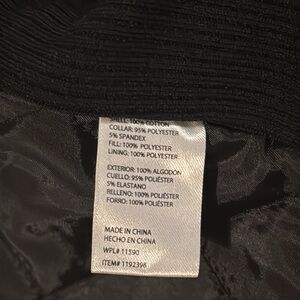 SHELL: 100% COTTON
COLLAR: 95% POLYESTER
5% SPANDEX
FILL: 100% POLYESTER
LINING: 100% POLYESTER
EXTERIOR: 100% ALGODON
CUELLO: 95% POLIÉSTER
5% ELASTANO
RELLENO: 100% POLIÉSTER
FORRO: 100% POLIÉSTER
MADE IN CHINA
HECHO EN CHINA
WPL# 11590
ITEM# 1192396